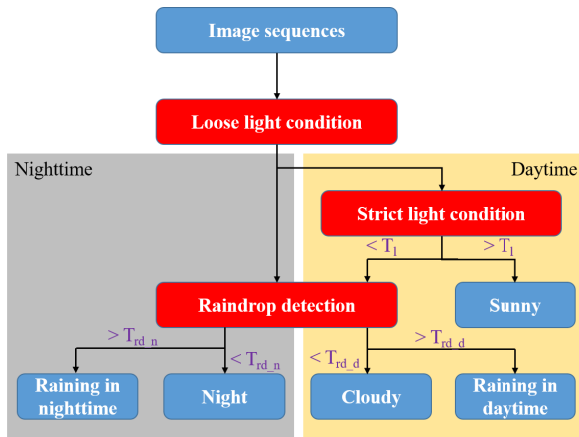 Image sequences
Loose light condition
Nighttime
Daytime
Strict light condition
< T_l
> T_l
Raindrop detection
Sunny
> T_rd_n
< T_rd_n
< T_rd_d
> T_rd_d
Raining in
nighttime
Night
Cloudy
Raining in
daytime